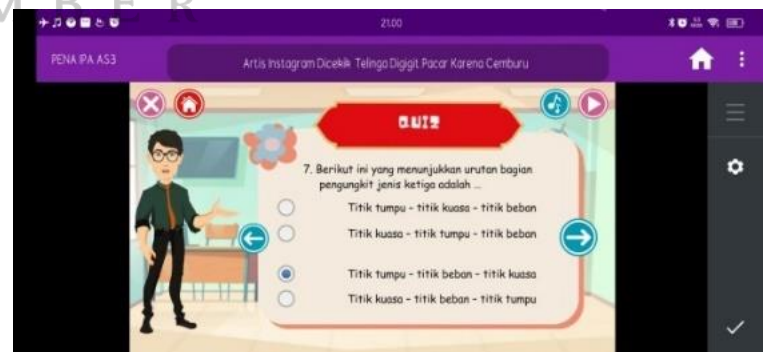 M B E R
21.00
PENA IPA AS3
Artis Instagram Dicekik Telinga Digigit Pacar Karena Cemburu
QUIZ
7. Berikut ini yang menunjukkan urutan bagian
pengungkit jenis ketiga adalah ...
Titik tumpu - titik kuasa - titik beban
Titik kuasa - titik tumpu - titik beban
Titik tumpu - titik beban - titik kuasa
Titik kuasa - titik beban - titik tumpu